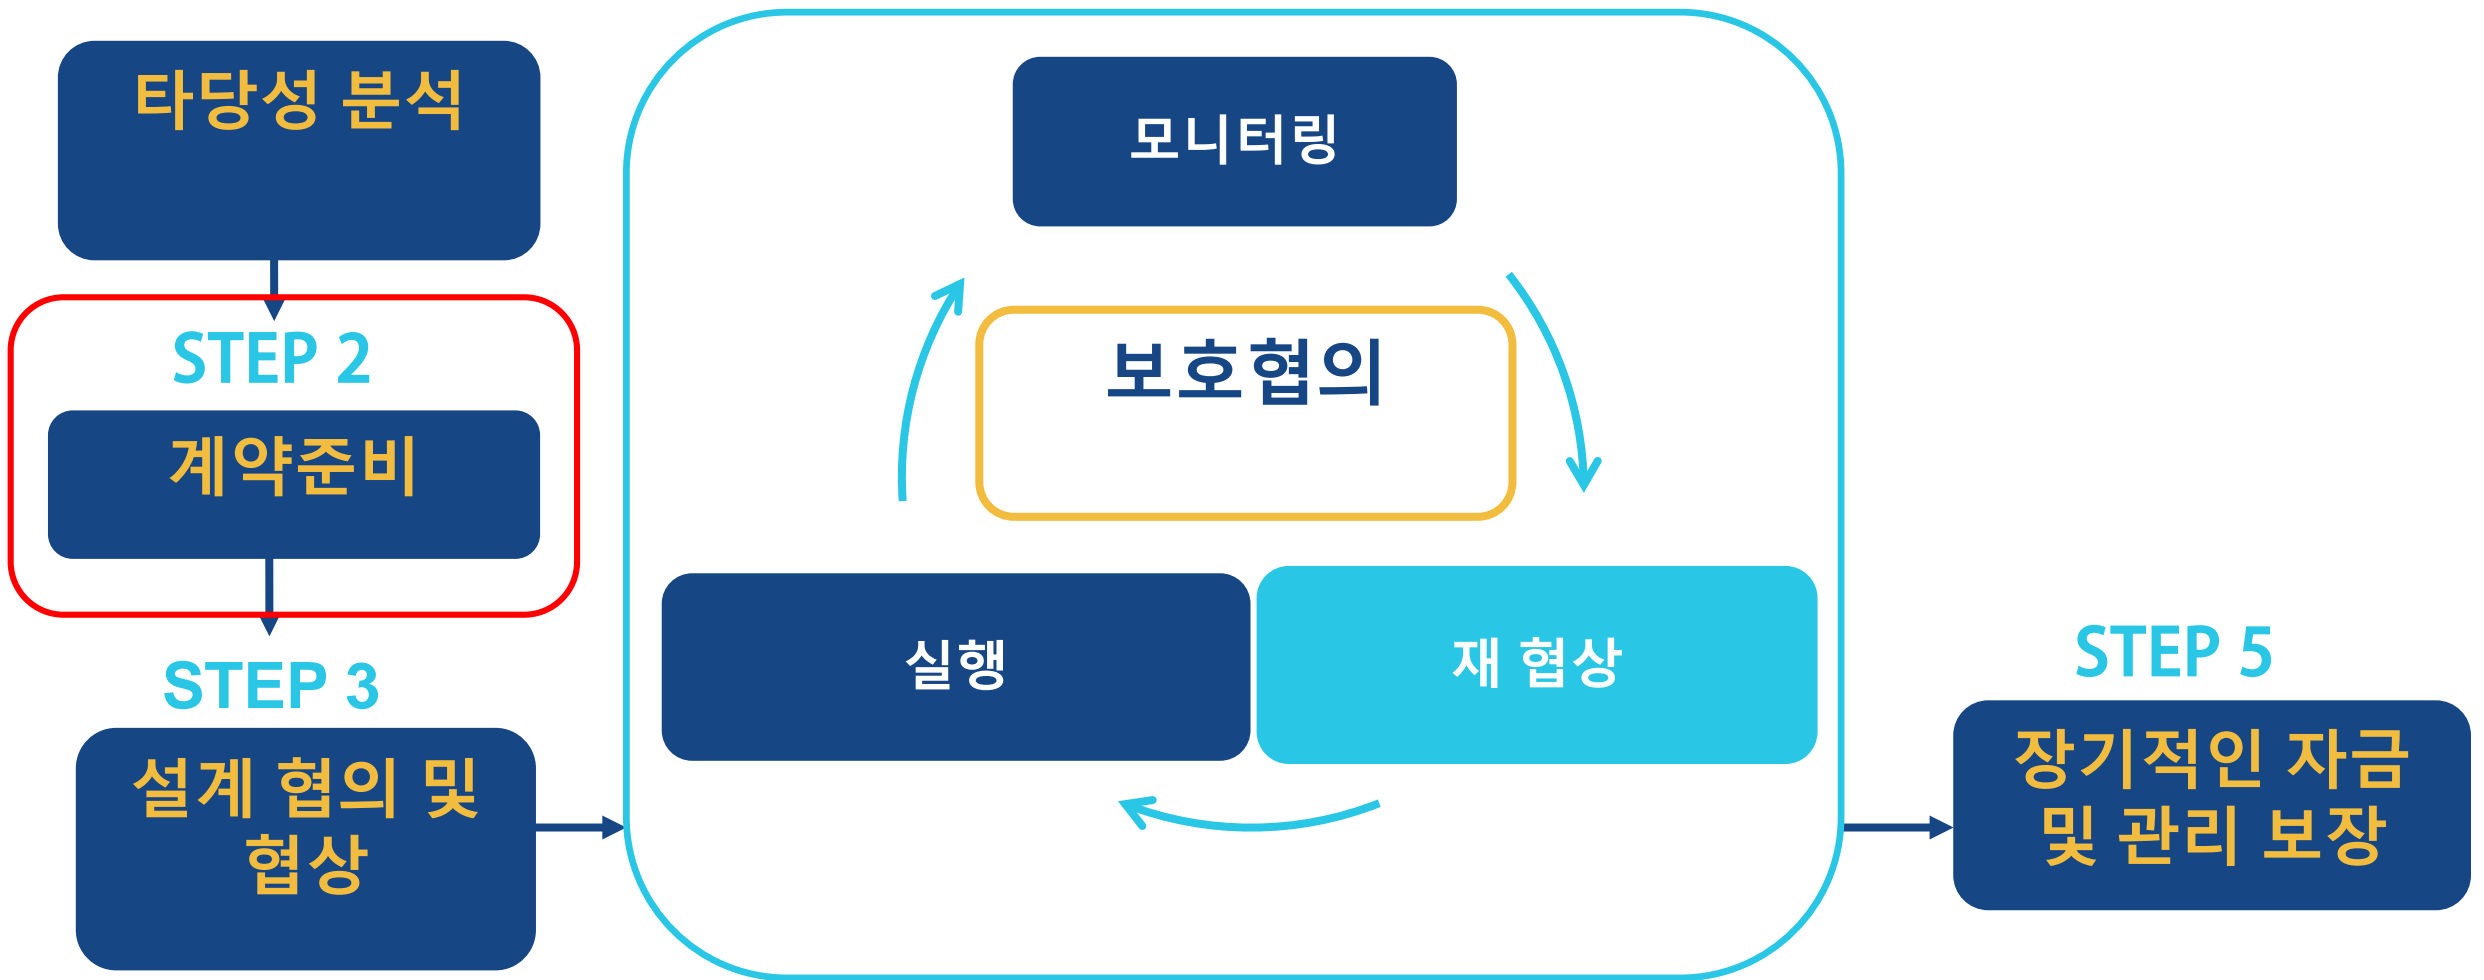 타당성 분석
STEP 2
계약준비
STEP 3
설계 협의 및
협상
모니터링
보호협의
실행
재 협상
STEP 5
장기적인 자금
및 관리 보장